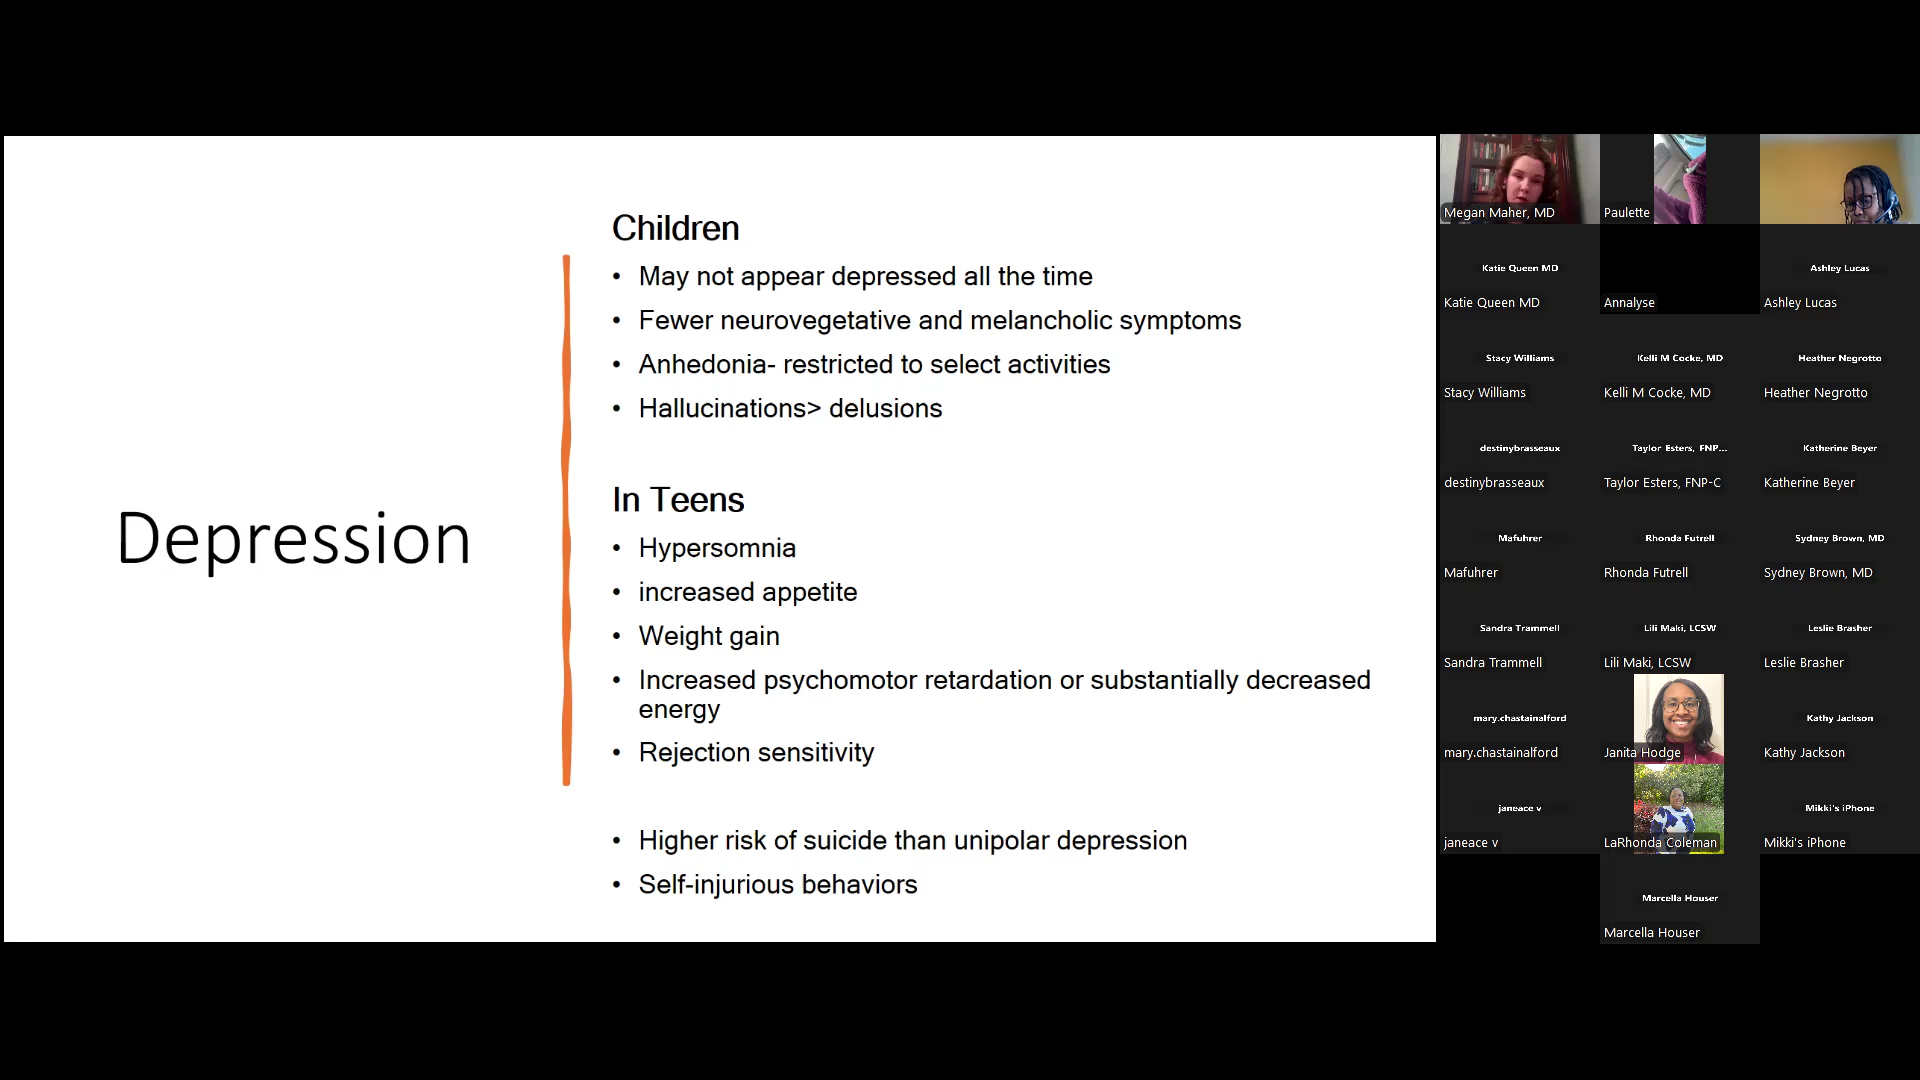 Depression
Children
• May not appear depressed all the time
• Fewer neurovegetative and melancholic symptoms
• Anhedonia- restricted to select activities
• Hallucinations> delusions
In Teens
• Hypersomnia
• increased appetite
• Weight gain
• Increased psychomotor retardation or substantially decreased
energy
• Rejection sensitivity
• Higher risk of suicide than unipolar depression
• Self-injurious behaviors
Megan Maher, MD
Paulette
Katie Queen MD
Katie Queen MD
Annalyse
Ashley Lucas
Ashley Lucas
Stacy Williams
Stacy Williams
Kelli M Cocke, MD
Kelli M Cocke, MD
Heather Negrotto
Heather Negrotto
destinybrasseaux
destinybrasseaux
Taylor Esters, FNP...
Taylor Esters, FNP-C
Katherine Beyer
Katherine Beyer
Mafuhrer
Mafuhrer
Rhonda Futrell
Rhonda Futrell
Sydney Brown, MD
Sydney Brown, MD
Sandra Trammell
Sandra Trammell
Lili Maki, LCSW
Lili Maki, LCSW
Leslie Brasher
Leslie Brasher
mary.chastainalford
mary.chastainalford
Janita Hodge
Kathy Jackson
Kathy Jackson
janeace v
janeace v
LaRhonda Coleman
Mikki's iPhone
Mikki's iPhone
Marcella Houser
Marcella Houser